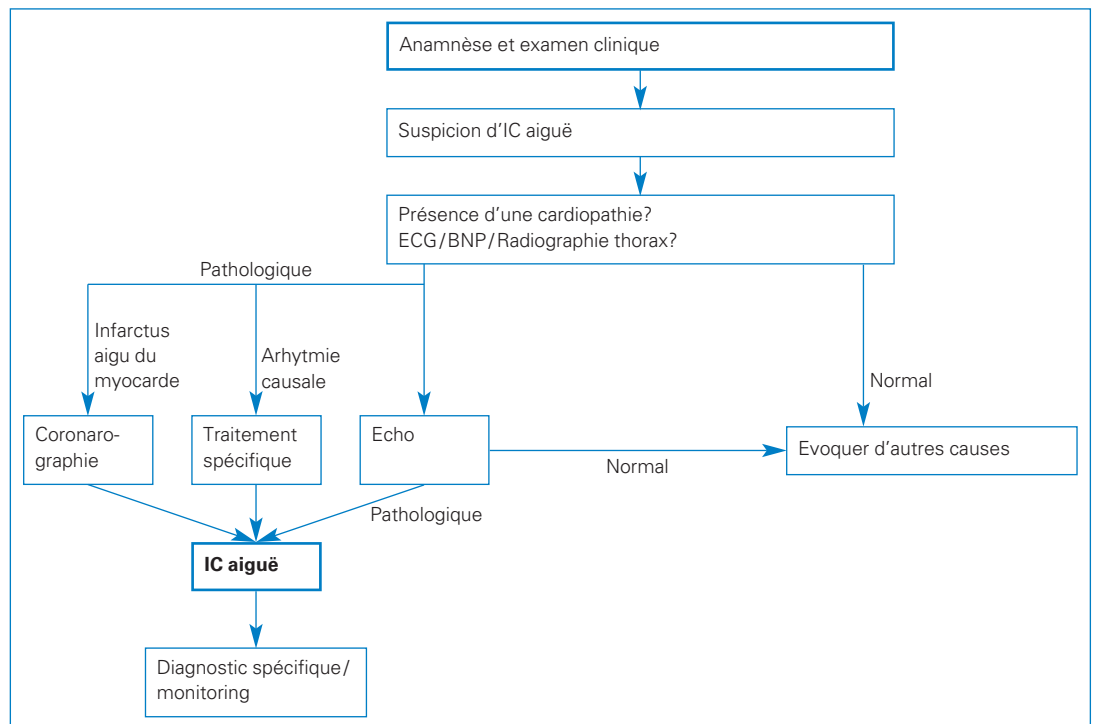 Anamnèse et examen clinique
Suspicion d'IC aiguë
Présence d'une cardiopathie?
ECG/BNP/Radiographie thorax?
Pathologique
Infarctus
aigu du
myocarde
Arhytmie
causale
Normal
Coronaro-
graphie
Traitement
spécifique
Echo
Normal
Evoquer d'autres causes
Pathologique
IC aiguë
Diagnostic spécifique/
monitoring